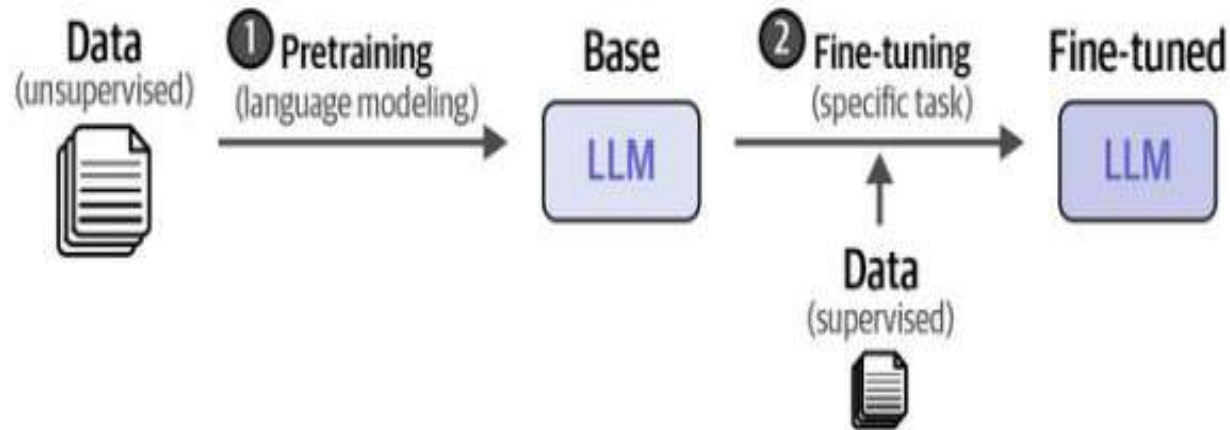 Data
(unsupervised)
1 Pretraining
(language modeling)
Base
LLM
2 Fine-tuning
(specific task)
Data
(supervised)
Fine-tuned
LLM